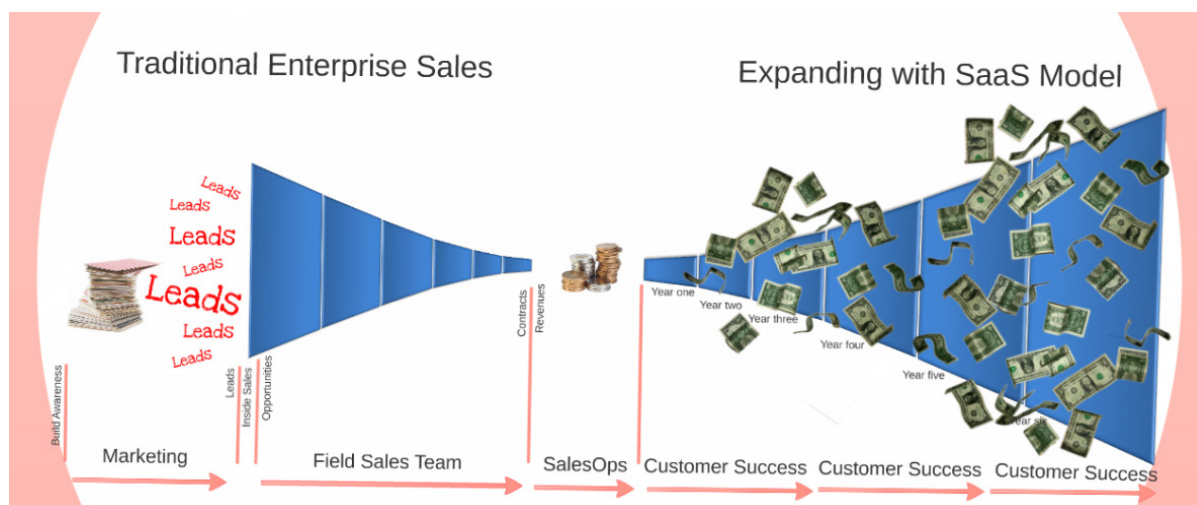 Traditional Enterprise Sales
Expanding with SaaS Model
Leads
Leads
Leads
Leads
Leads
Leads
Leads
Build Awareness
Leads
Inside Sales
Opportunities
Contracts
Revenues
Year one
Year two
Year three
Year four
Year five
Year six
Marketing
Field Sales Team
SalesOps
Customer Success
Customer Success
Customer Success